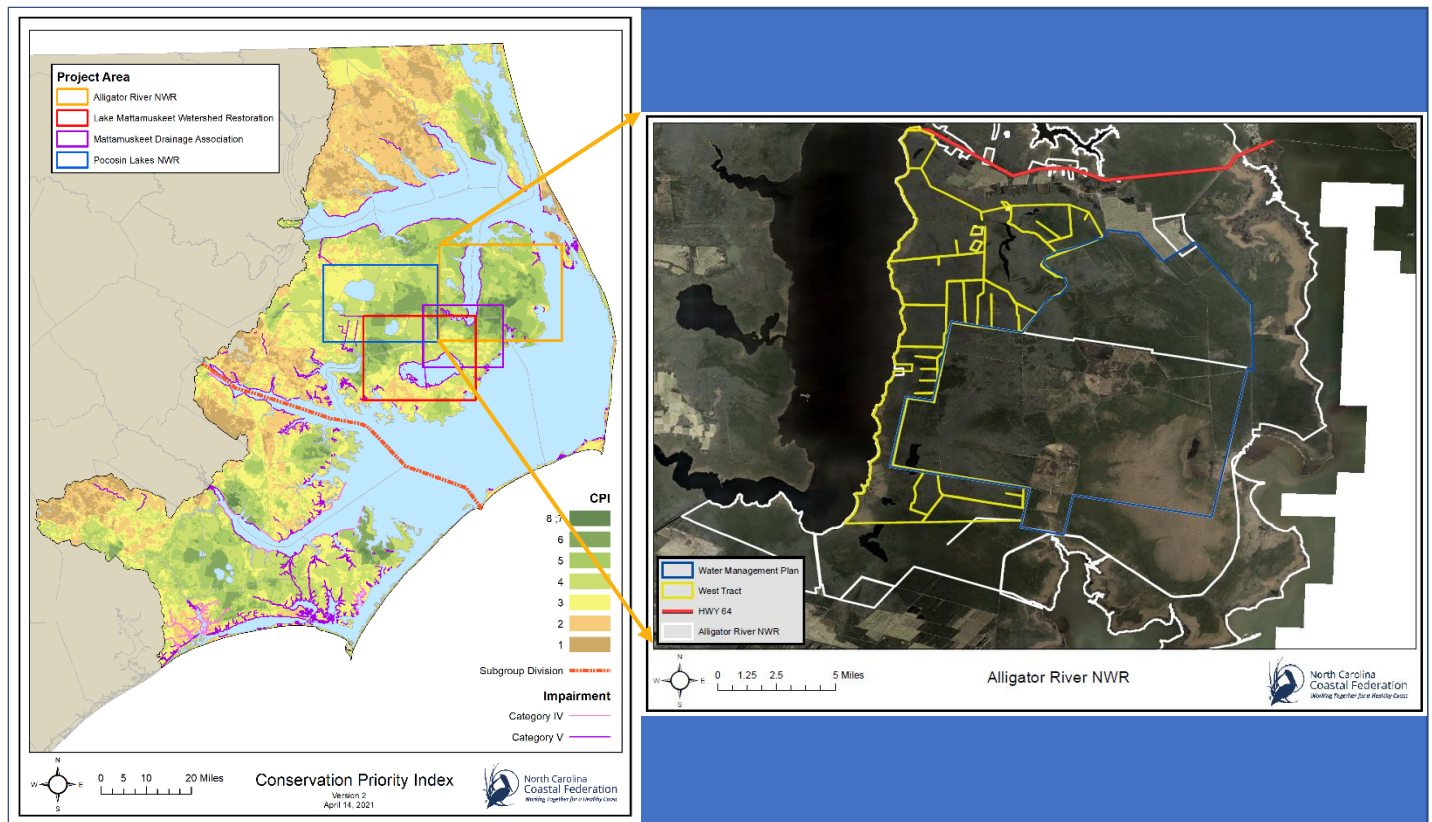 Project Area
Alligator River NWR
Lake Mattamuskeet Watershed Restoration
Mattamuskeet Drainage Association
Pocosin Lakes NWR
CPI
8 ;7
6
5
4
3
2
1
Subgroup Division
Impairment
Category IV
Category V
N
W E
S
0 5 10 20 Miles
Conservation Priority Index
Version 2
April 14, 2021
North Carolina
Coastal Federation
Working Together for a Healthy Coast
Water Management Plan
West Tract
HWY 64
Alligator River NWR
N
W E
S
0 1.25 2.5 5 Miles
Alligator River NWR
North Carolina
Coastal Federation
Working Together for a Healthy Coast